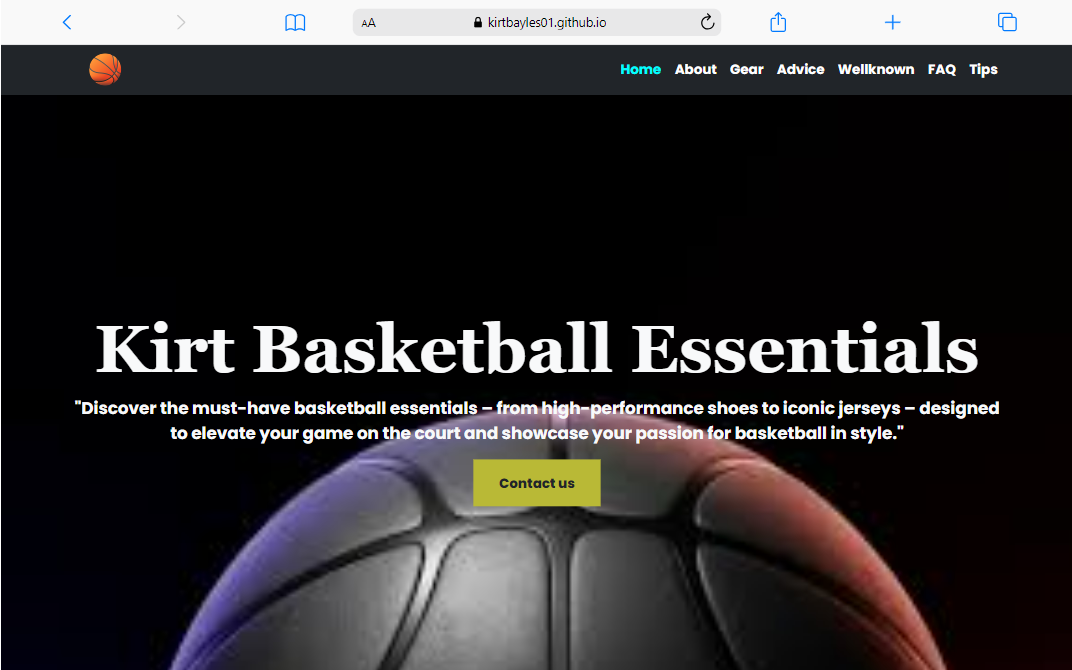 AA kirtbayles01.github.io
Home About Gear Advice Wellknown FAQ Tips
Kirt Basketball Essentials
"Discover the must-have basketball essentials – from high-performance shoes to iconic jerseys – designed
to elevate your game on the court and showcase your passion for basketball in style."
Contact us